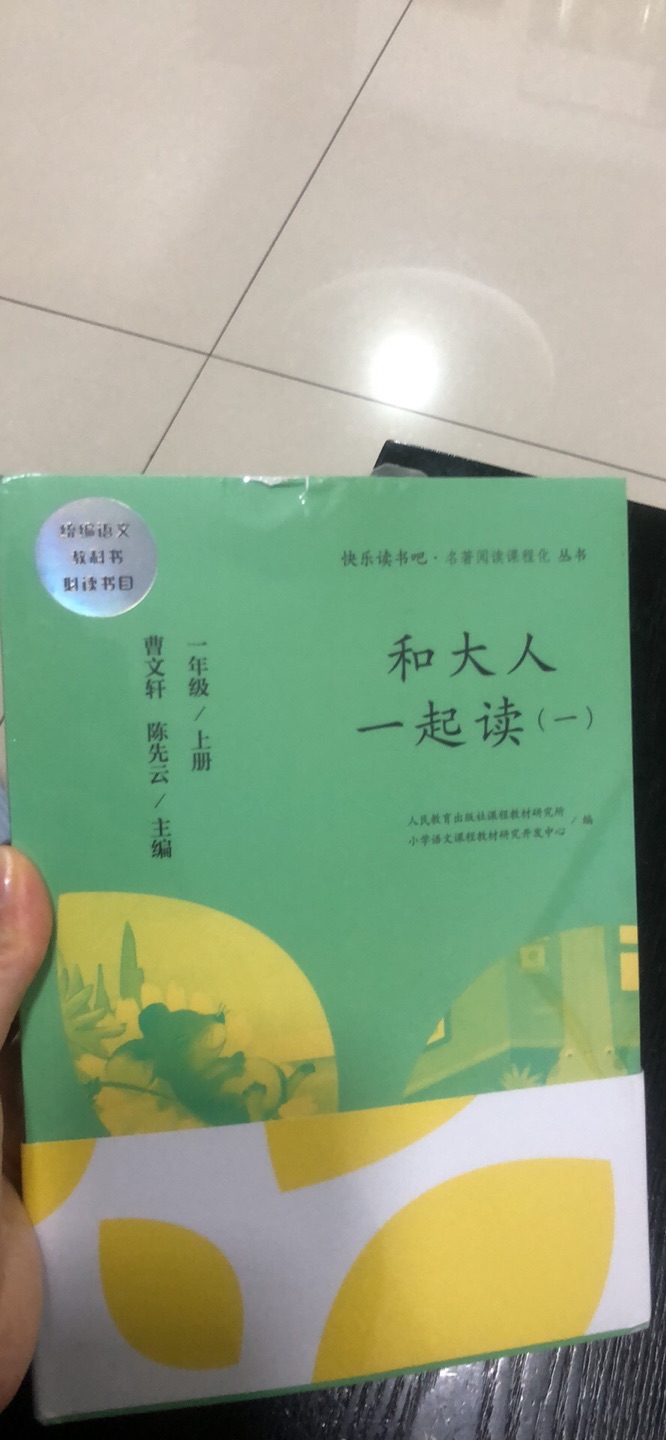 统编语文
教科书
必读书目
快乐读书吧·名著阅读课程化 丛书
和大人
一起读（一）
一年级／上册
曹文轩 陈先云／主编
人民教育出版社课程教材研究所
小学语文课程教材研究开发中心／编